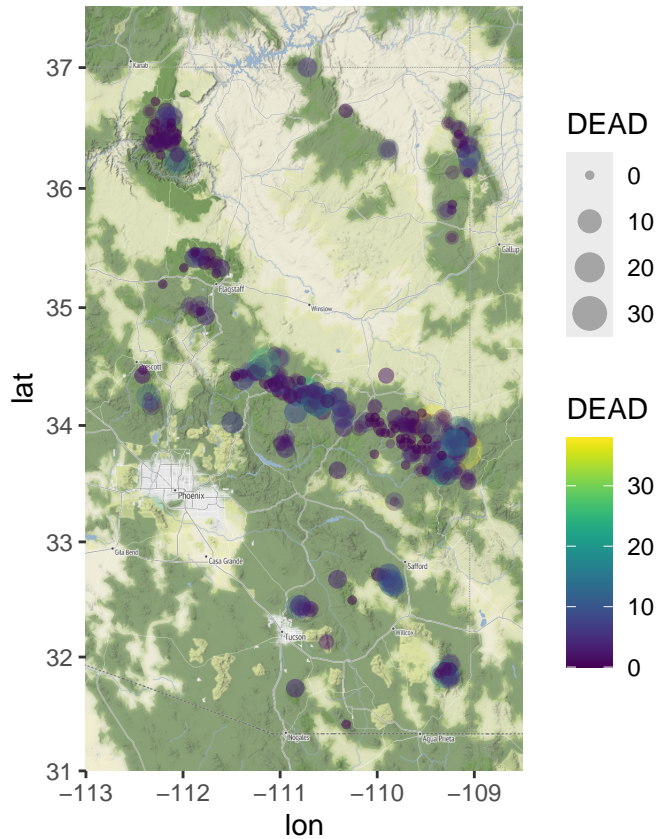 37
36
35
34
33
32
31
lat
−113
−112
−111
−110
−109
lon
Kanab
Gallup
Flagstaff
Winslow
Phoenix
Gila Bend
Casa Grande
Safford
Tucson
Willcox
Nogales
Agua Prieta
DEAD
0
10
20
30
DEAD
30
20
10
0